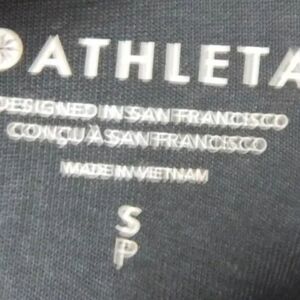 ATHLETA
DESIGNED IN SAN FRANCISCO
CONÇU À SAN FRANCISCO
MADE IN VIETNAM
S
P